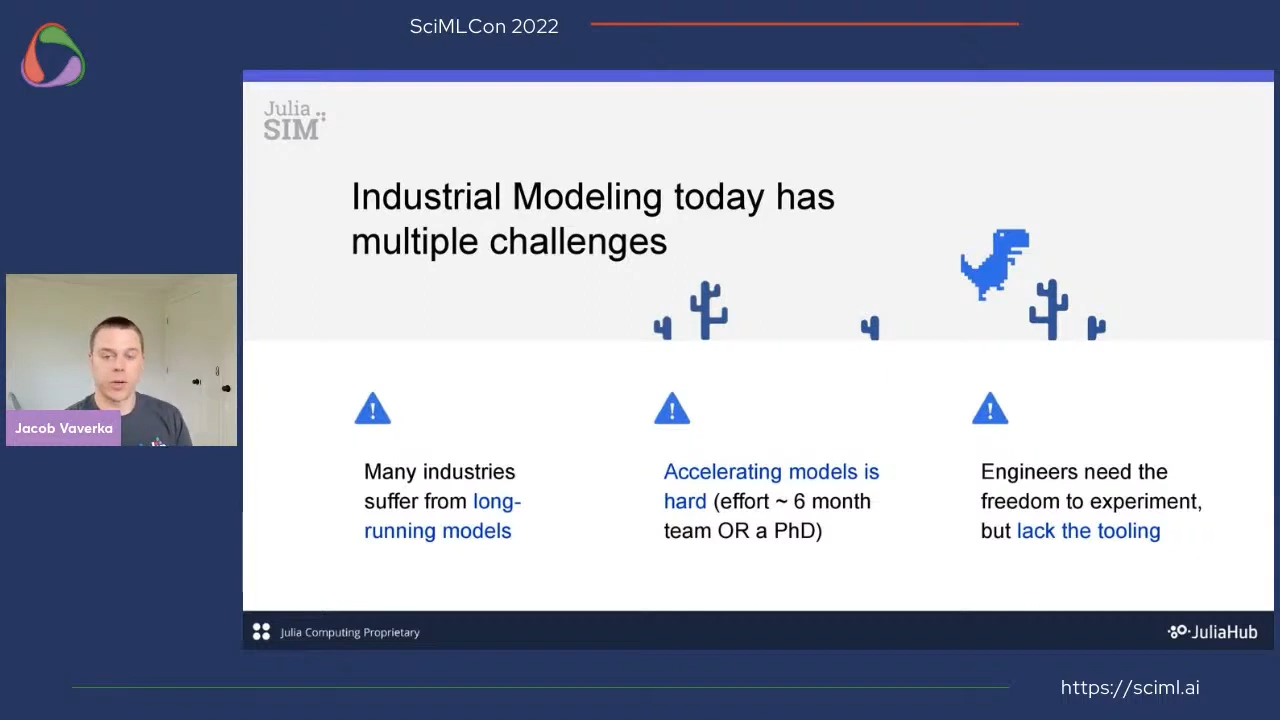 SciMLCon 2022
Julia
SIM
Industrial Modeling today has
multiple challenges
Jacob Vaverka
Many industries
suffer from long-
running models
Accelerating models is
hard (effort ~ 6 month
team OR a PhD)
Engineers need the
freedom to experiment,
but lack the tooling
Julia Computing Proprietary
JuliaHub
https://sciml.ai